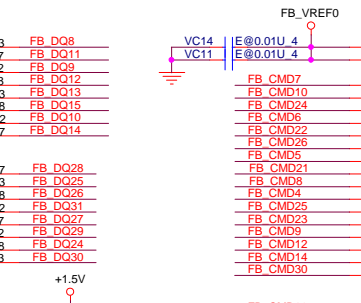 FB_VREF0
FB_DQ8
FB_DQ11
FB_DQ9
FB_DQ12
FB_DQ13
FB_DQ15
FB_DQ10
FB_DQ14
VC14 E@0.01U_4
VC11 E@0.01U_4
FB_CMD7
FB_CMD10
FB_CMD24
FB_CMD6
FB_CMD22
FB_CMD26
FB_CMD5
FB_CMD21
FB_CMD8
FB_CMD4
FB_CMD25
FB_CMD23
FB_CMD9
FB_CMD12
FB_CMD14
FB_CMD30
FB_DQ28
FB_DQ25
FB_DQ26
FB_DQ31
FB_DQ27
FB_DQ29
FB_DQ24
FB_DQ30
+1.5V